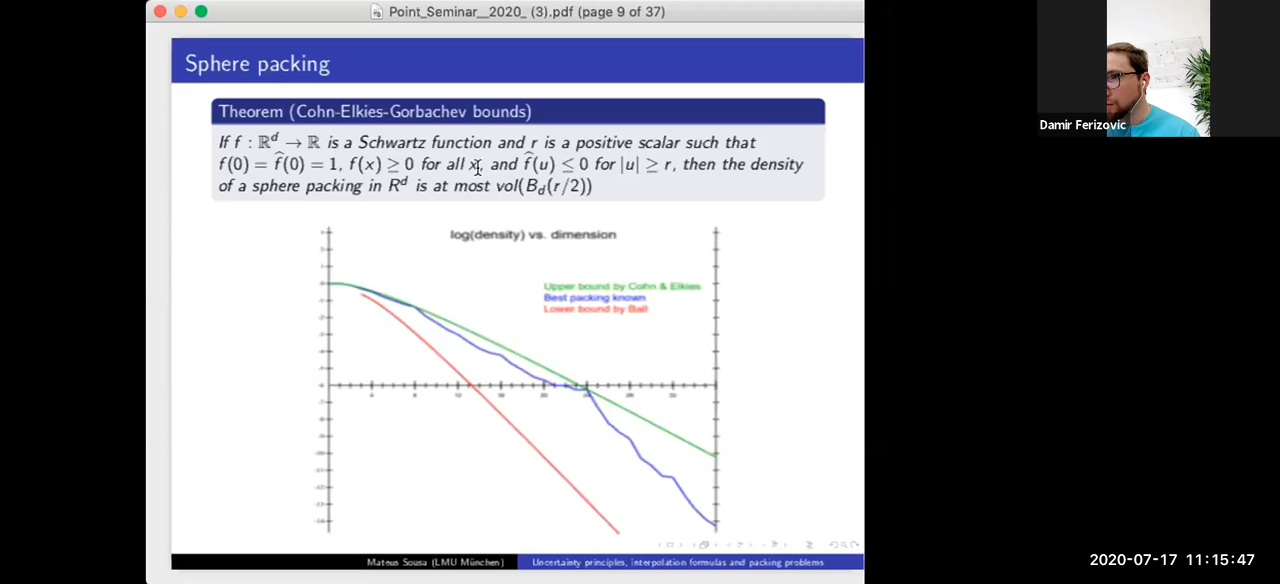 Point_Seminar__2020_ (3).pdf (page 9 of 37)
Sphere packing
Theorem (Cohn-Elkies-Gorbachev bounds)
If f : ℝᵈ → ℝ is a Schwartz function and r is a positive scalar such that
f(0) = f̂(0) = 1, f(x) ≥ 0 for all x, and f̂(u) ≤ 0 for |u| ≥ r, then the density
of a sphere packing in Rᵈ is at most vol(B_d(r/2))
log(density) vs. dimension
Upper bound by Cohn & Elkies
Best packing known
Lower bound by Ball
Mateus Sousa (LMU München)
Uncertainty principles, interpolation formulas and packing problems
Damir Ferizovic
2020-07-17 11:15:47